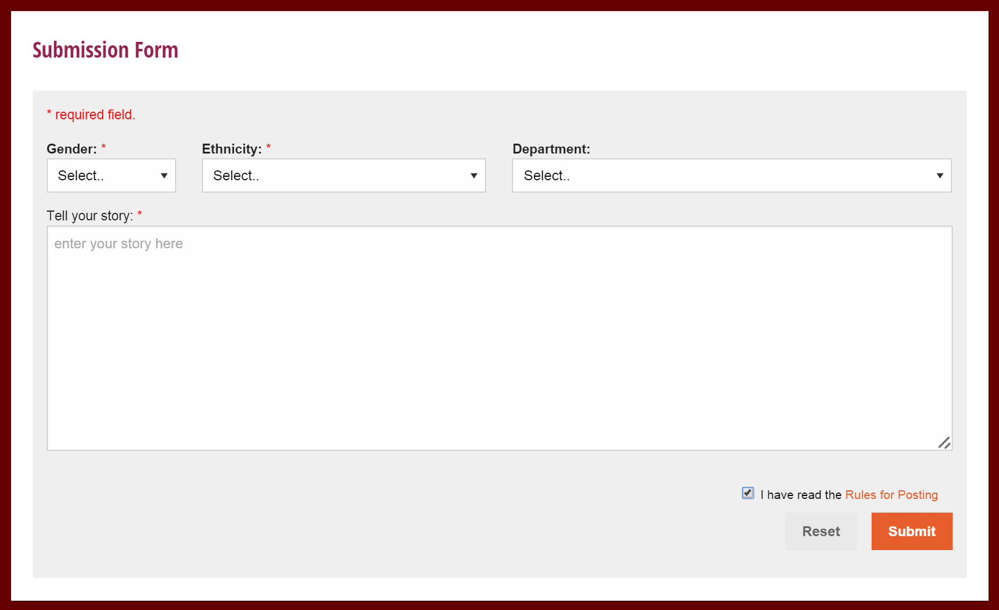 Submission Form
* required field.
Gender: * Ethnicity: * Department:
Select.. Select.. Select..
Tell your story: *
enter your story here
I have read the Rules for Posting
Reset Submit